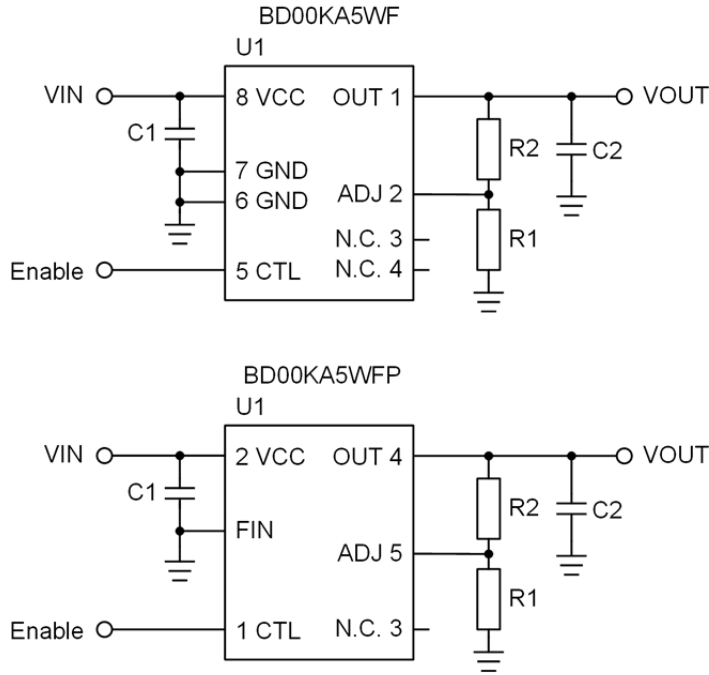 BD00KA5WF
U1
VIN 8 VCC OUT 1 VOUT
C1 R2 C2
7 GND
6 GND ADJ 2
N.C. 3 R1
Enable 5 CTL N.C. 4
BD00KA5WFP
U1
VIN 2 VCC OUT 4 VOUT
C1 R2 C2
FIN
ADJ 5
R1
Enable 1 CTL N.C. 3